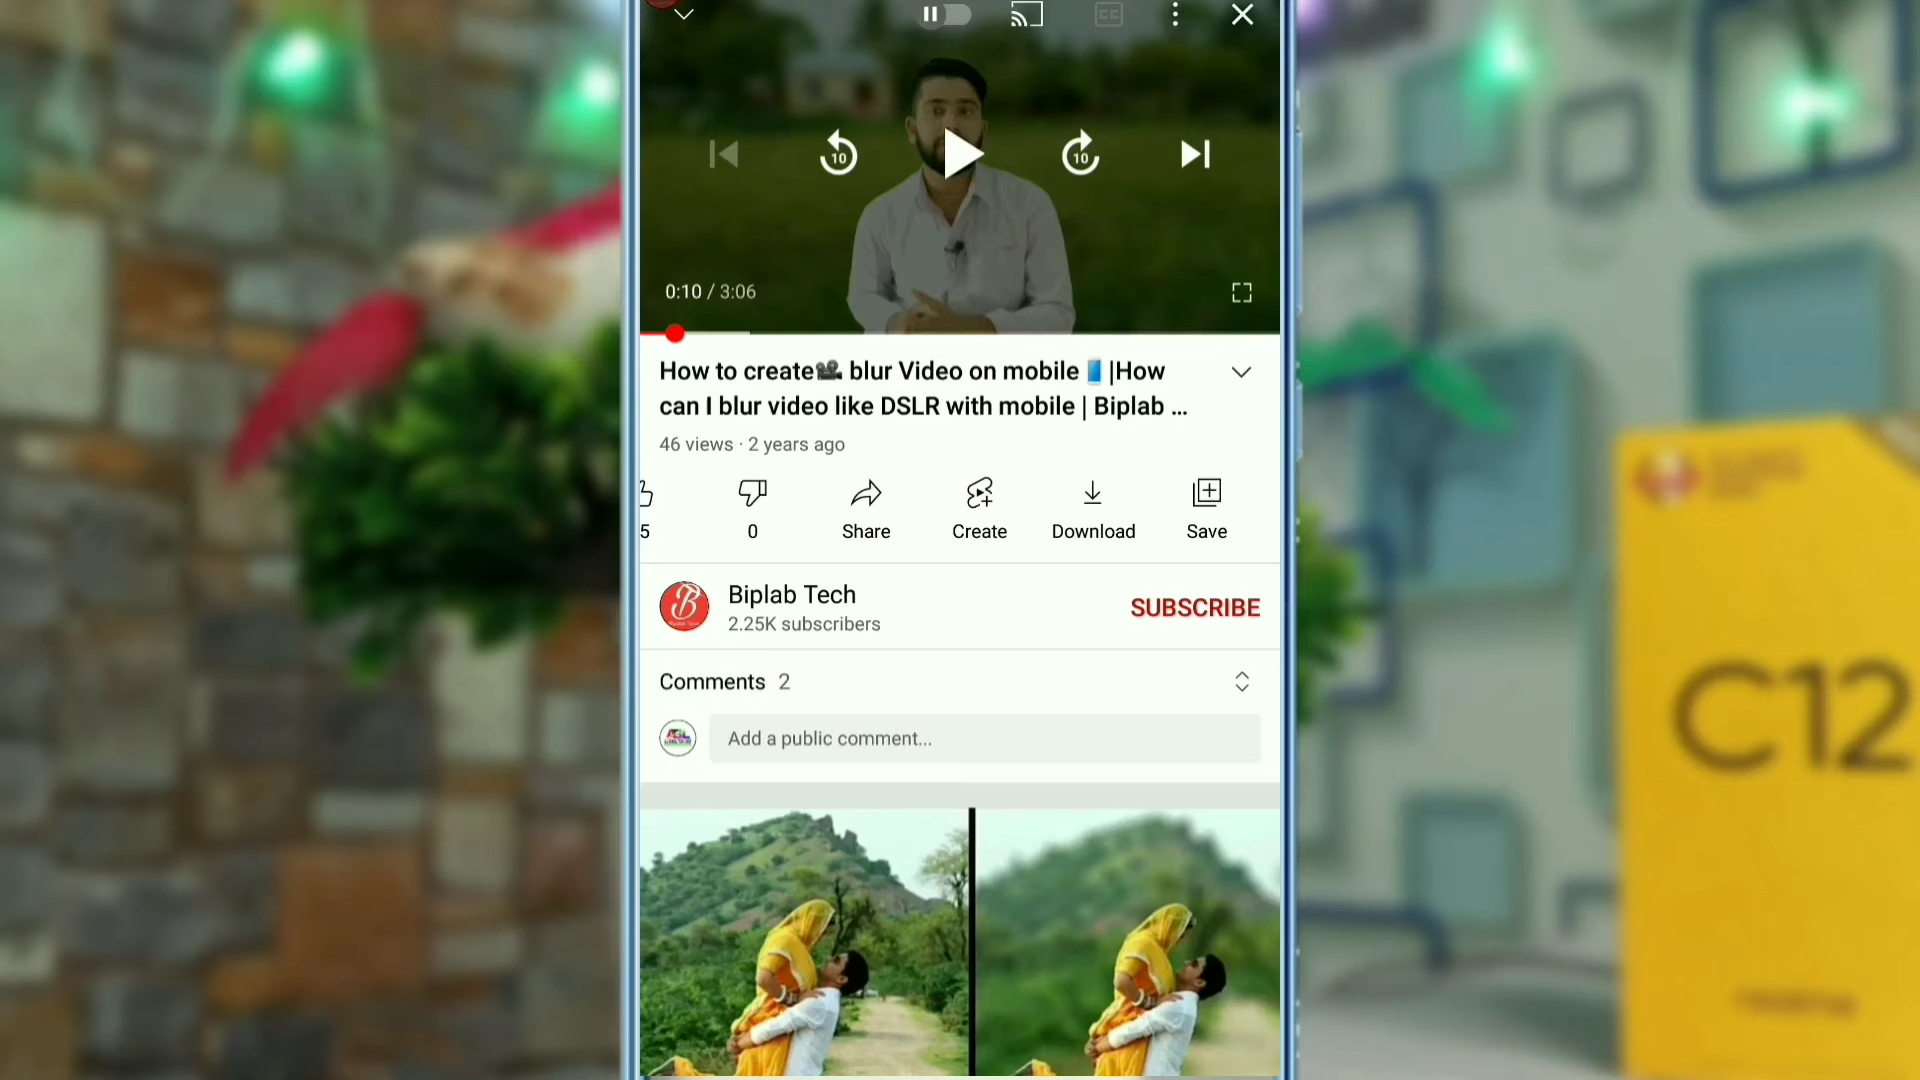 10
10
0:10 / 3:06
How to create🎥 blur Video on mobile📱|How
can I blur video like DSLR with mobile | Biplab ...
46 views · 2 years ago
5
0
Share
Create
Download
Save
Biplab Tech
2.25K subscribers
SUBSCRIBE
Comments 2
Add a public comment...
C12